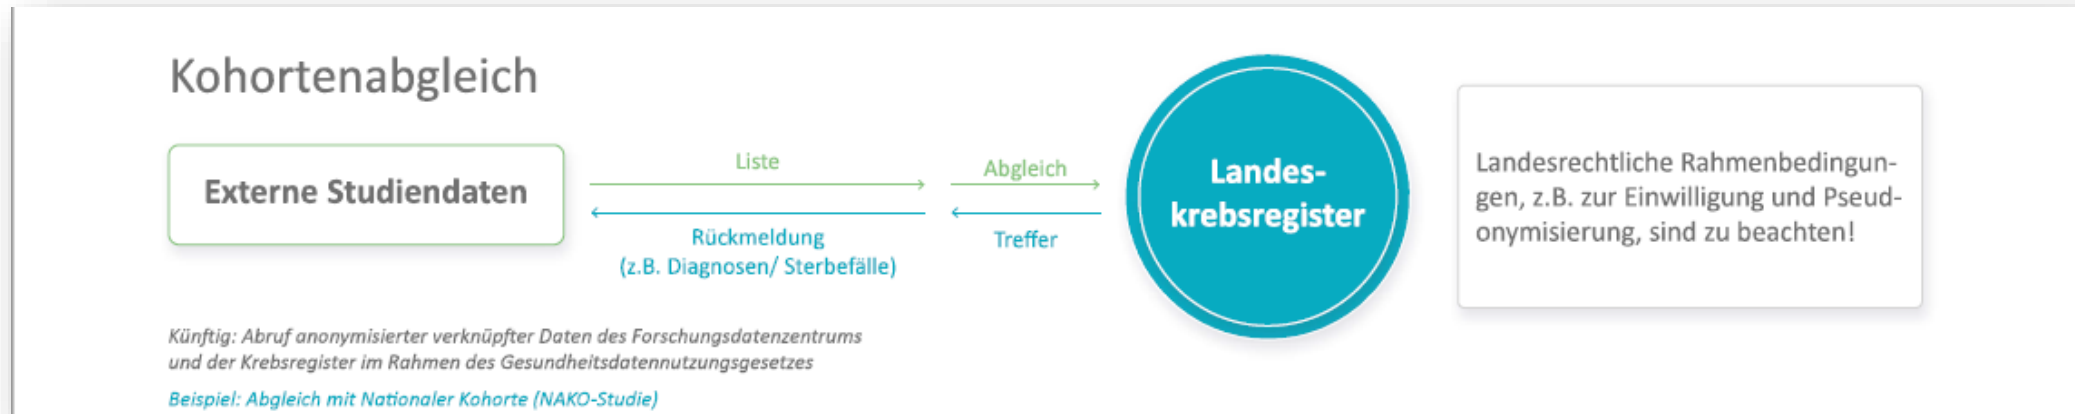 Kohortenabgleich
Externe Studiendaten
Liste
Rückmeldung
(z.B. Diagnosen/ Sterbefälle)
Abgleich
Treffer
Landes-
krebsregister
Landesrechtliche Rahmenbedingun-
gen, z.B. zur Einwilligung und Pseud-
onymisierung, sind zu beachten!
Künftig: Abruf anonymisierter verknüpfter Daten des Forschungsdatenzentrums
und der Krebsregister im Rahmen des Gesundheitsdatennutzungsgesetzes
Beispiel: Abgleich mit Nationaler Kohorte (NAKO-Studie)